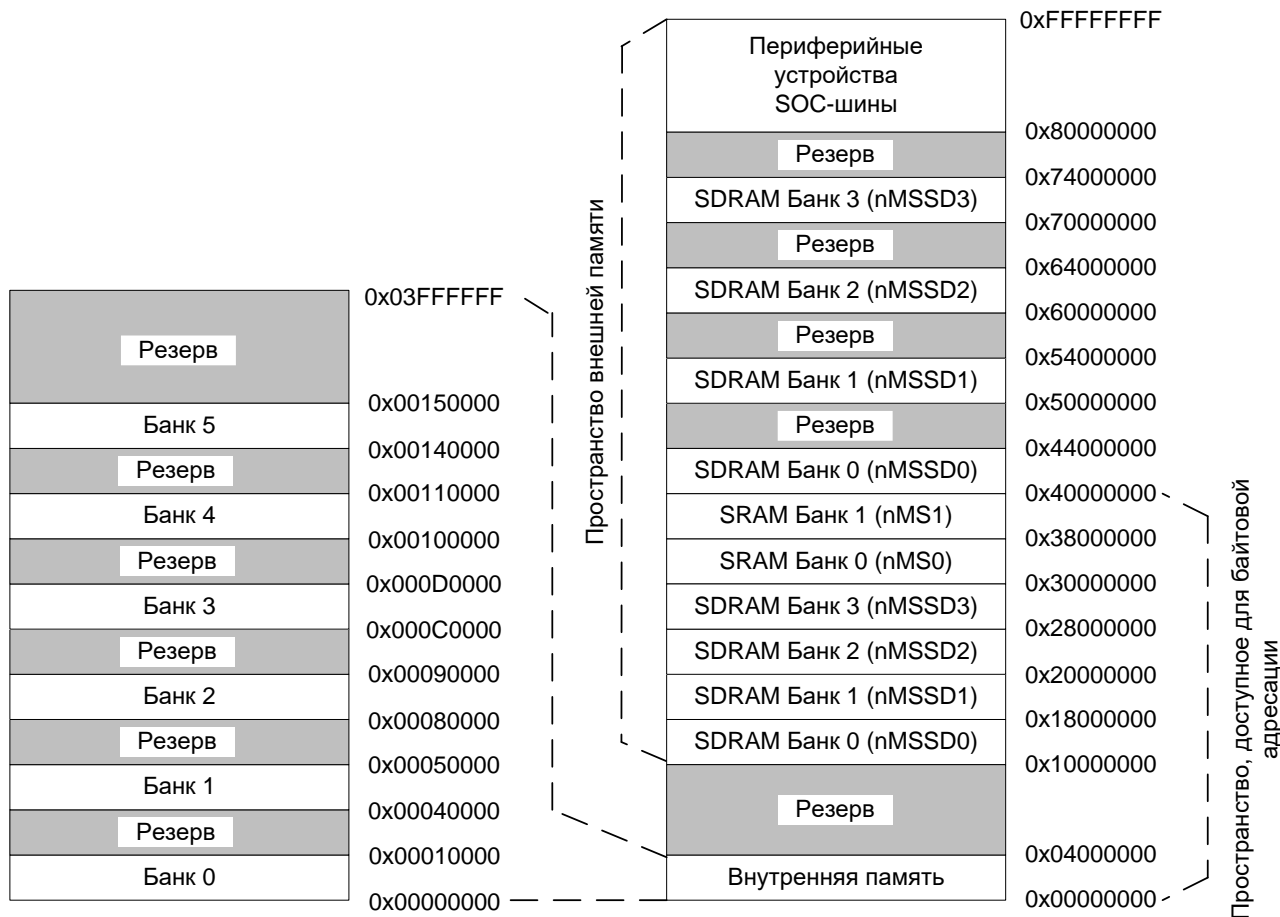 0x03FFFFFF
Резерв
0x00150000
Банк 5
0x00140000
Резерв
0x00110000
Банк 4
0x00100000
Резерв
0x000D0000
Банк 3
0x000C0000
Резерв
0x00090000
Банк 2
0x00080000
Резерв
0x00050000
Банк 1
0x00040000
Резерв
0x00010000
Банк 0
0x00000000
Пространство внешней памяти
0xFFFFFFFF
Периферийные
устройства
SOC-шины
0x80000000
Резерв
0x74000000
SDRAM Банк 3 (nMSSD3)
0x70000000
Резерв
0x64000000
SDRAM Банк 2 (nMSSD2)
0x60000000
Резерв
0x54000000
SDRAM Банк 1 (nMSSD1)
0x50000000
Резерв
0x44000000
SDRAM Банк 0 (nMSSD0)
0x40000000
SRAM Банк 1 (nMS1)
0x38000000
SRAM Банк 0 (nMS0)
0x30000000
SDRAM Банк 3 (nMSSD3)
0x28000000
SDRAM Банк 2 (nMSSD2)
0x20000000
SDRAM Банк 1 (nMSSD1)
0x18000000
SDRAM Банк 0 (nMSSD0)
0x10000000
Резерв
0x04000000
Внутренняя память
0x00000000
Пространство, доступное для байтовой
адресации